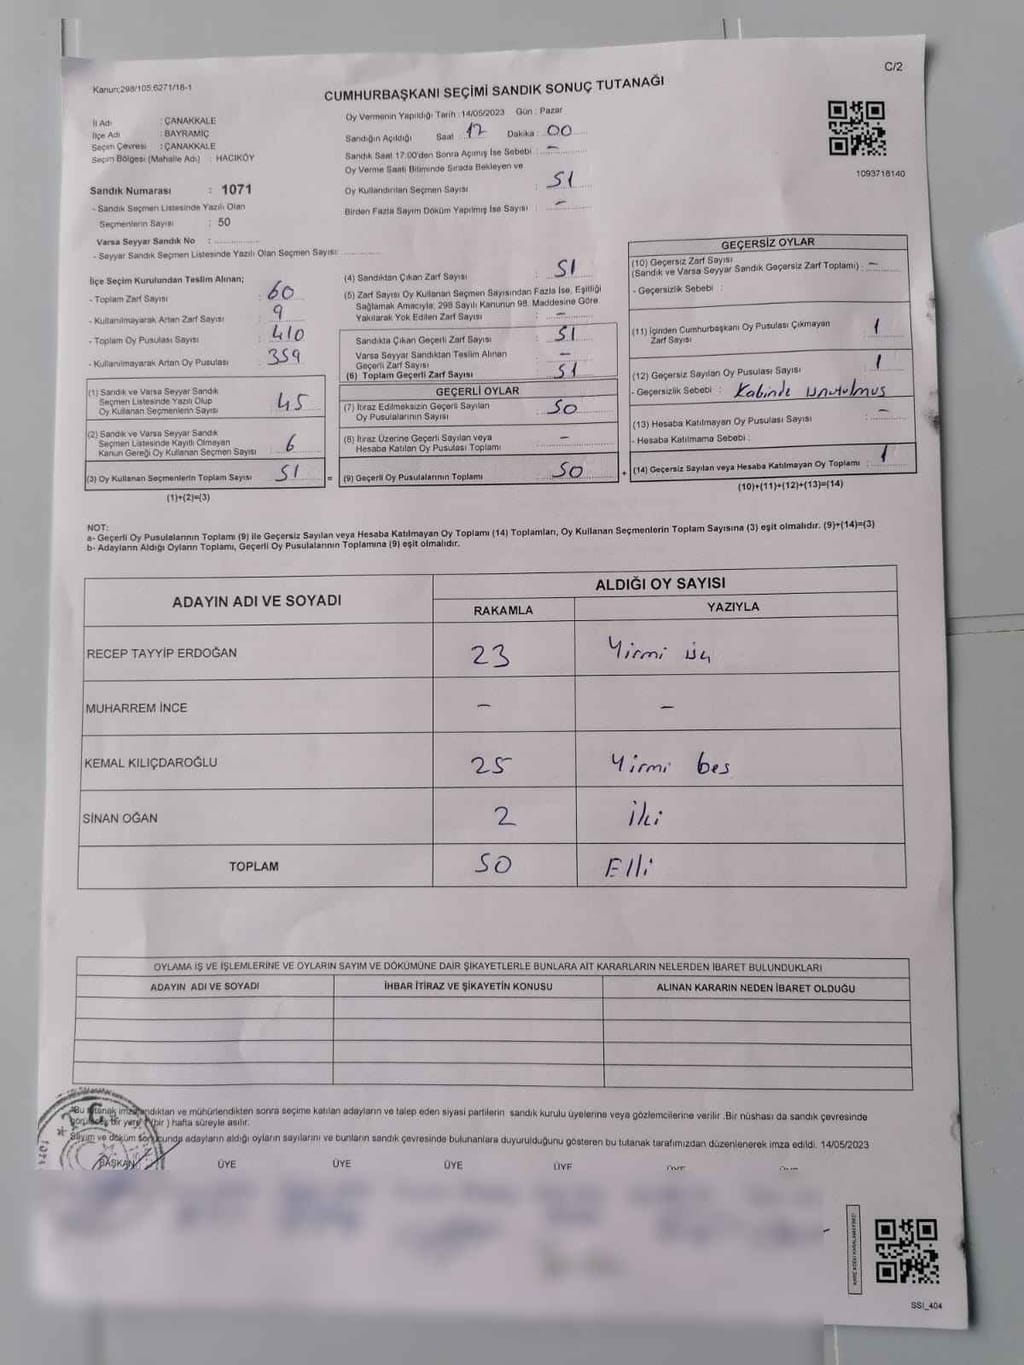 Kanun;298/105;6271/18-1
C/2
CUMHURBAŞKANI SEÇİMİ SANDIK SONUÇ TUTANAĞI
İl Adı : ÇANAKKALE
İlçe Adı : BAYRAMİÇ
Seçim Çevresi : ÇANAKKALE
Seçim Bölgesi (Mahalle Adı) : HACIKÖY
Sandık Numarası : 1071
- Sandık Seçmen Listesinde Yazılı Olan
Seçmenlerin Sayısı : 50
Varsa Seyyar Sandık No :
- Seyyar Sandık Seçmen Listesinde Yazılı Olan Seçmen Sayısı:
Oy Vermenin Yapıldığı Tarih :14/05/2023 Gün : Pazar
Sandığın Açıldığı Saat : 17 Dakika : 00
Sandık Saat 17:00'den Sonra Açılmış İse Sebebi : -
Oy Verme Saati Bitiminde Sırada Bekleyen ve
Oy Kullandırılan Seçmen Sayısı : 51
Birden Fazla Sayım Döküm Yapılmış İse Sayısı : -
1093716140
İlçe Seçim Kurulundan Teslim Alınan;
- Toplam Zarf Sayısı : 60
- Kullanılmayarak Artan Zarf Sayısı : 9
- Toplam Oy Pusulası Sayısı : 410
- Kullanılmayarak Artan Oy Pusulası : 359
(1) Sandık ve Varsa Seyyar Sandık
Seçmen Listesinde Yazılı Olup
Oy Kullanan Seçmenlerin Sayısı : 45
(2) Sandık ve Varsa Seyyar Sandık
Seçmen Listesinde Kayıtlı Olmayan
Kanun Gereği Oy Kullanan Seçmen Sayısı : 6
(3) Oy Kullanan Seçmenlerin Toplam Sayısı : 51
(1)+(2)=(3)
(4) Sandıktan Çıkan Zarf Sayısı : 51
(5) Zarf Sayısı Oy Kullanan Seçmen Sayısından Fazla İse, Eşitliği
Sağlamak Amacıyla; 298 Sayılı Kanunun 98. Maddesine Göre
Yakılarak Yok Edilen Zarf Sayısı : -
Sandıkta Çıkan Geçerli Zarf Sayısı : 51
Varsa Seyyar Sandıktan Teslim Alınan
Geçerli Zarf Sayısı : -
(6) Toplam Geçerli Zarf Sayısı : 51
GEÇERLİ OYLAR
(7) İtiraz Edilmeksizin Geçerli Sayılan
Oy Pusulalarının Sayısı : 50
(8) İtiraz Üzerine Geçerli Sayılan veya
Hesaba Katılan Oy Pusulası Toplamı : -
= (9) Geçerli Oy Pusulalarının Toplamı : 50
GEÇERSİZ OYLAR
(10) Geçersiz Zarf Sayısı
(Sandık ve Varsa Seyyar Sandık Geçersiz Zarf Toplamı) : -
- Geçersizlik Sebebi :
(11) İçinden Cumhurbaşkanı Oy Pusulası Çıkmayan
Zarf Sayısı : 1
(12) Geçersiz Sayılan Oy Pusulası Sayısı : 1
- Geçersizlik Sebebi : Kabinde Unutulmuş
(13) Hesaba Katılmayan Oy Pusulası Sayısı : -
- Hesaba Katılmama Sebebi :
+ (14) Geçersiz Sayılan veya Hesaba Katılmayan Oy Toplamı : 1
(10)+(11)+(12)+(13)=(14)
NOT:
a- Geçerli Oy Pusulalarının Toplamı (9) ile Geçersiz Sayılan veya Hesaba Katılmayan Oy Toplamı (14) Toplamları, Oy Kullanan Seçmenlerin Toplam Sayısına (3) eşit olmalıdır. (9)+(14)=(3)
b- Adayların Aldığı Oyların Toplamı, Geçerli Oy Pusulalarının Toplamına (9) eşit olmalıdır.
ADAYIN ADI VE SOYADI
ALDIĞI OY SAYISI
RAKAMLA YAZIYLA
RECEP TAYYİP ERDOĞAN 23 Yirmi üç
MUHARREM İNCE - -
KEMAL KILIÇDAROĞLU 25 Yirmi bes
SİNAN OĞAN 2 İki
TOPLAM 50 Elli
OYLAMA İŞ VE İŞLEMLERİNE VE OYLARIN SAYIM VE DÖKÜMÜNE DAİR ŞİKAYETLERLE BUNLARA AİT KARARLARIN NELERDEN İBARET BULUNDUKLARI
ADAYIN ADI VE SOYADI İHBAR İTİRAZ VE ŞİKAYETİN KONUSU ALINAN KARARIN NEDEN İBARET OLDUĞU
Bu tutanak imzalandıktan ve mühürlendikten sonra seçime katılan adayların ve talep eden siyasi partilerin sandık kurulu üyelerine veya gözlemcilerine verilir .Bir nüshası da sandık çevresinde
görünecek bir yere 1 (bir ) hafta süreyle asılır.
Sayım ve döküm sonucunda adayların aldığı oyların sayılarını ve bunların sandık çevresinde bulunanlara duyurulduğunu gösteren bu tutanak tarafımızdan düzenlenerek imza edildi. 14/05/2023
T.C.
1071
BAŞKAN ÜYE ÜYE ÜYE ÜYE
SSI_404